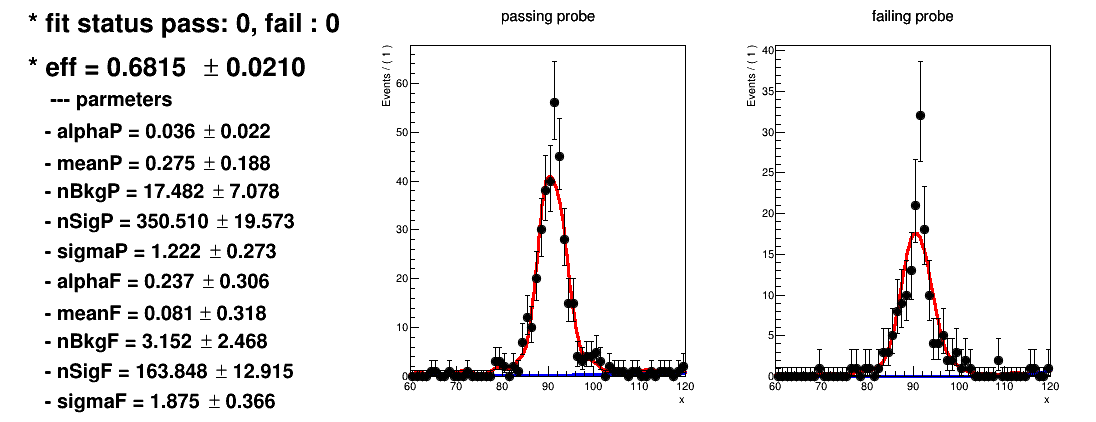 * fit status pass: 0, fail : 0
* eff = 0.6815 ± 0.0210
--- parmeters
- alphaP = 0.036 ± 0.022
- meanP = 0.275 ± 0.188
- nBkgP = 17.482 ± 7.078
- nSigP = 350.510 ± 19.573
- sigmaP = 1.222 ± 0.273
- alphaF = 0.237 ± 0.306
- meanF = 0.081 ± 0.318
- nBkgF = 3.152 ± 2.468
- nSigF = 163.848 ± 12.915
- sigmaF = 1.875 ± 0.366
passing probe
Events / ( 1 )
60
50
40
30
20
10
0
60 70 80 90 100 110 120
x
failing probe
Events / ( 1 )
40
35
30
25
20
15
10
5
0
60 70 80 90 100 110 120
x